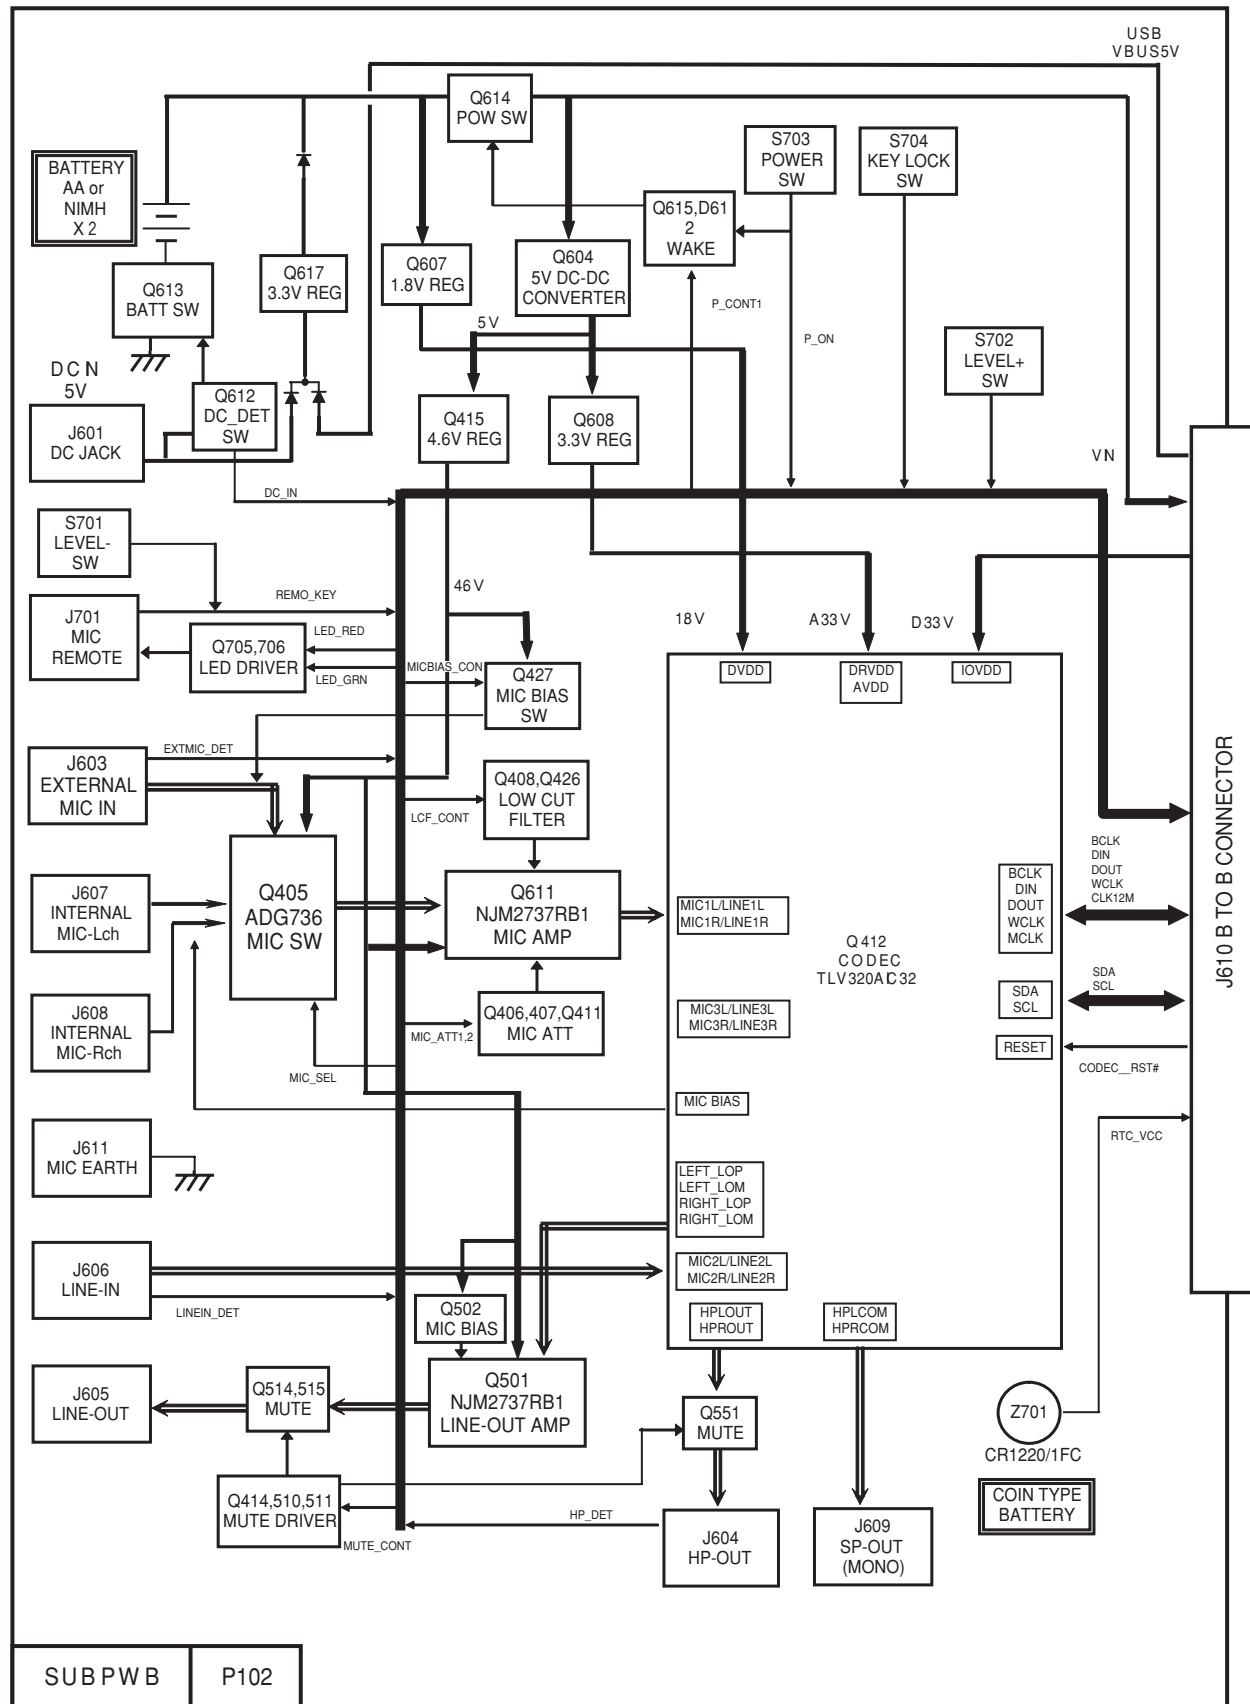 USB
VBUS5V
Q614
POW SW
S703
POWER
SW
S704
KEY LOCK
SW
BATTERY
AA or
NIMH
X 2
Q615,D61
2
WAKE
Q613
BATT SW
Q617
3.3V REG
Q607
1.8V REG
Q604
5V DC-DC
CONVERTER
P_CONT1
P_ON
5V
S702
LEVEL+
SW
DCN
5V
J601
DC JACK
Q612
DC_DET
SW
Q415
4.6V REG
Q608
3.3V REG
VN
DC_IN
S701
LEVEL-
SW
REMO_KEY
46V
18V
A33V
D33V
J701
MIC
REMOTE
Q705,706
LED DRIVER
LED_RED
LED_GRN
MICBIAS_CON
Q427
MIC BIAS
SW
DVDD
DRVDD
AVDD
IOVDD
J603
EXTERNAL
MIC IN
EXTMIC_DET
Q408,Q426
LOW CUT
FILTER
LCF_CONT
J610 B TO B CONNECTOR
J607
INTERNAL
MIC-Lch
Q405
ADG736
MIC SW
Q611
NJM2737RB1
MIC AMP
MIC1L/LINE1L
MIC1R/LINE1R
Q412
CODEC
TLV320AIC32
BCLK
DIN
DOUT
WCLK
MCLK
BCLK
DIN
DOUT
WCLK
CLK12M
J608
INTERNAL
MIC-Rch
MIC_SEL
MIC_ATT1,2
Q406,407,Q411
MIC ATT
MIC3L/LINE3L
MIC3R/LINE3R
SDA
SCL
SDA
SCL
RESET
CODEC__RST#
MIC BIAS
RTC_VCC
J611
MIC EARTH
LEFT_LOP
LEFT_LOM
RIGHT_LOP
RIGHT_LOM
J606
LINE-IN
LINEIN_DET
MIC2L/LINE2L
MIC2R/LINE2R
Q502
MIC BIAS
HPLOUT
HPROUT
HPLCOM
HPRCOM
J605
LINE-OUT
Q514,515
MUTE
Q501
NJM2737RB1
LINE-OUT AMP
Q551
MUTE
Z701
CR1220/1FC
COIN TYPE
BATTERY
Q414,510,511
MUTE DRIVER
MUTE_CONT
HP_DET
J604
HP-OUT
J609
SP-OUT
(MONO)
SUBPWB
P102